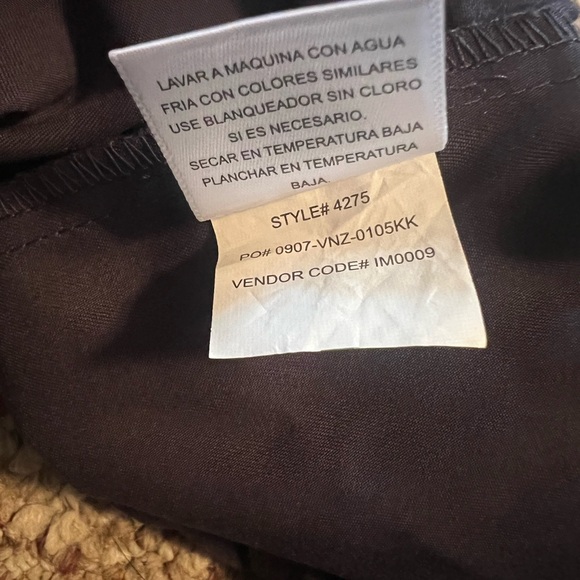 LAVAR A MAQUINA CON AGUA
FRIA CON COLORES SIMILARES
USE BLANQUEADOR SIN CLORO
SI ES NECESARIO.
SECAR EN TEMPERATURA BAJA
PLANCHAR EN TEMPERATURA
BAJA
STYLE# 4275
PO# 0907-VNZ-0105KK
VENDOR CODE# IM0009